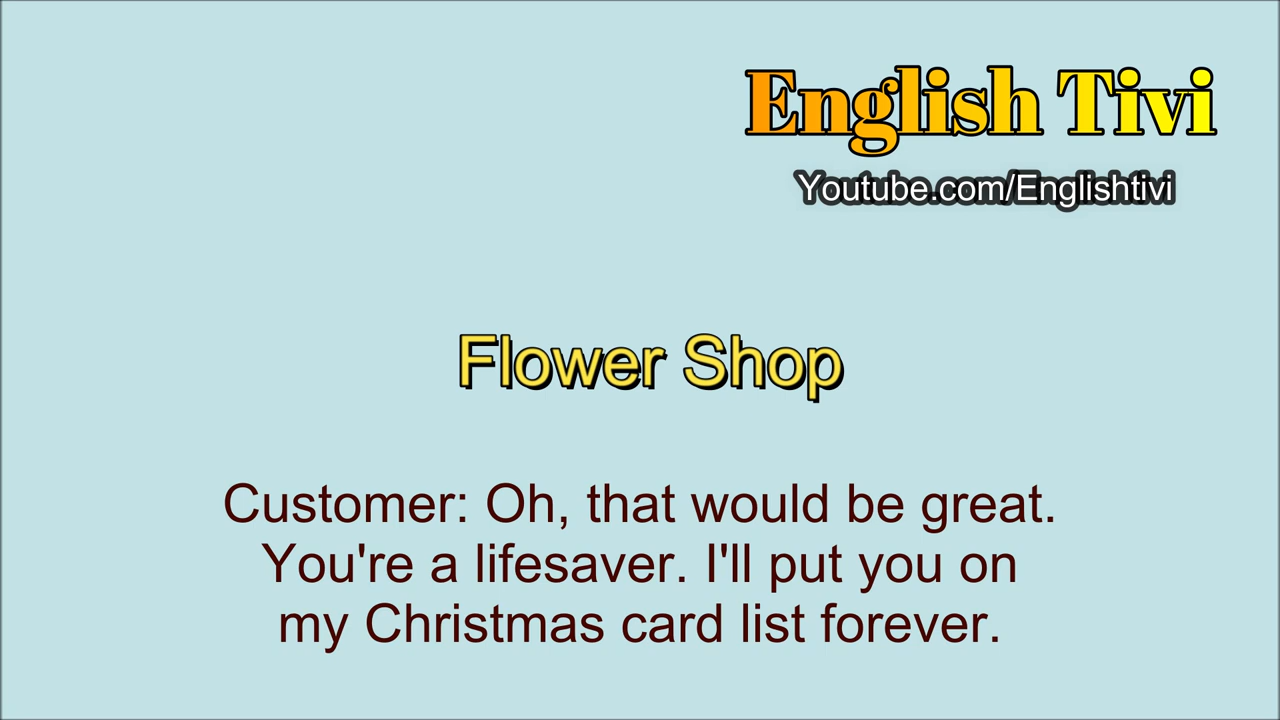 English Tivi
Youtube.com/Englishtivi
Flower Shop
Customer: Oh, that would be great.
You're a lifesaver. I'll put you on
my Christmas card list forever.